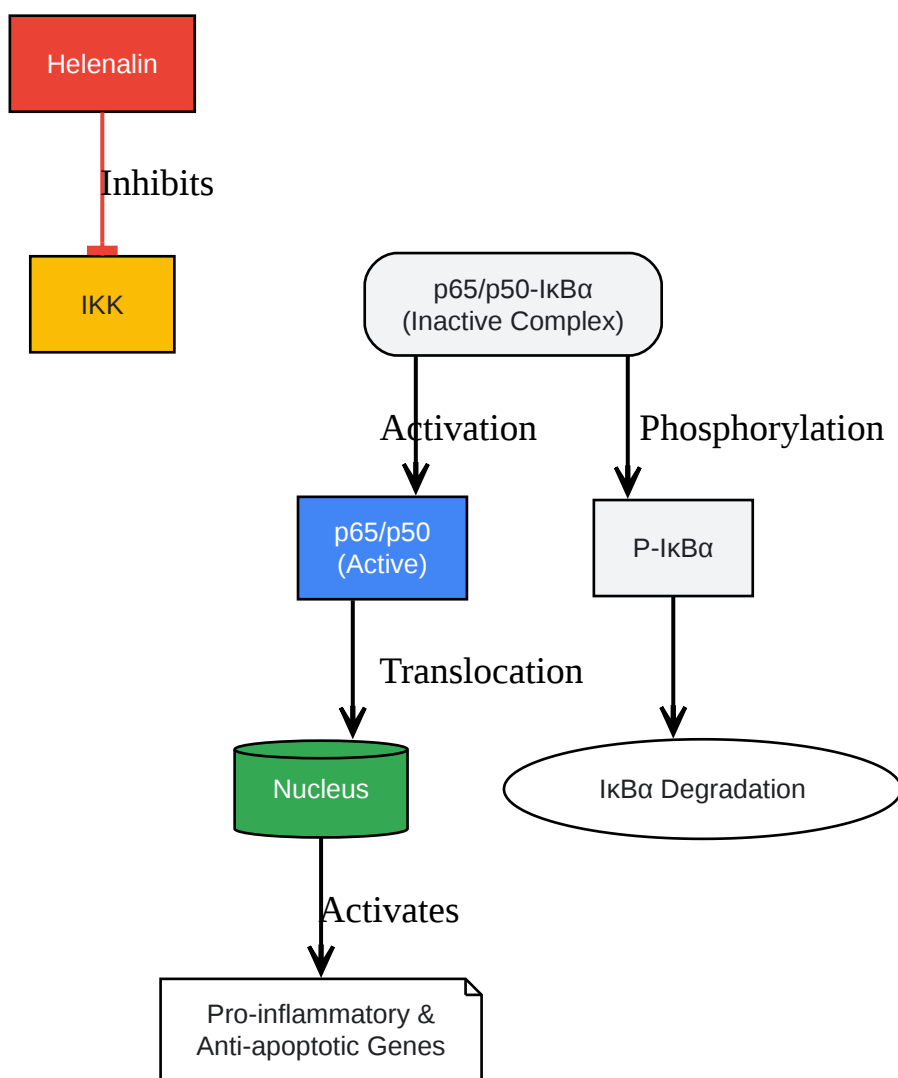 Helenalin
Inhibits
IKK
p65/p50-IκBα
(Inactive Complex)
Activation
Phosphorylation
p65/p50
(Active)
P-IκBα
Translocation
Nucleus
IκBα Degradation
Activates
Pro-inflammatory &
Anti-apoptotic Genes